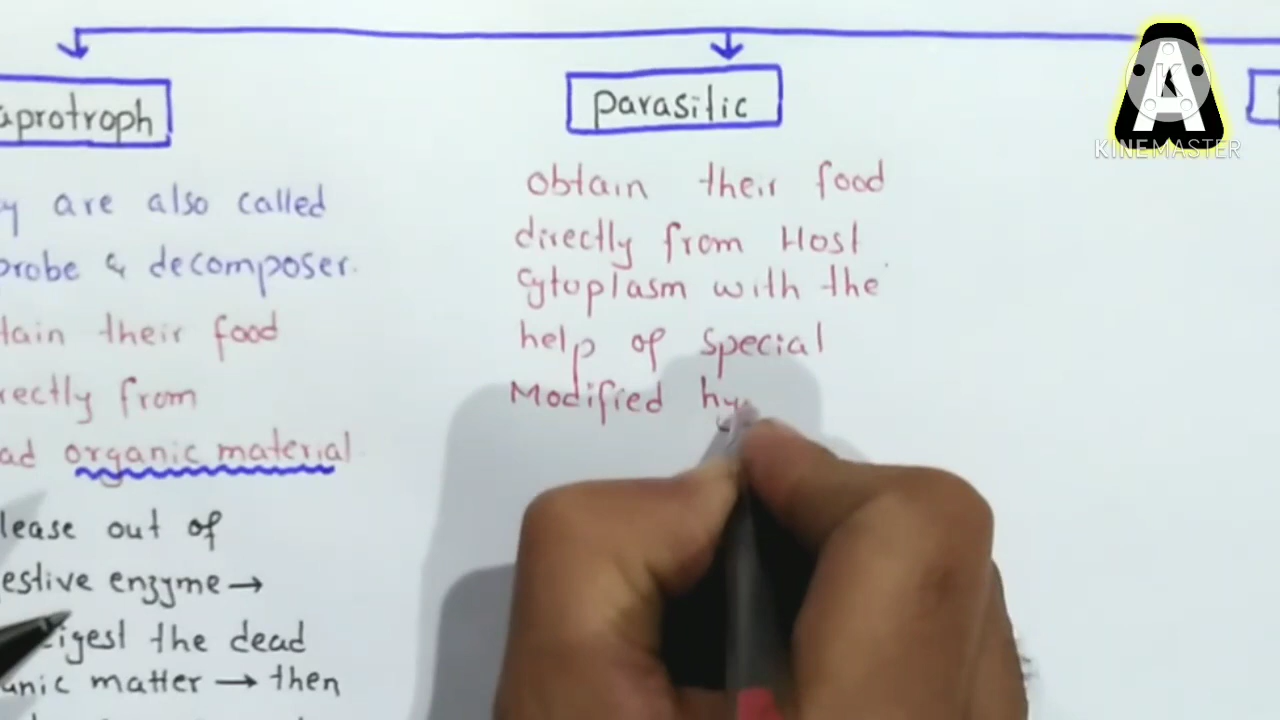 aprotroph
y are also called
probe & decomposer.
tain their food
rectly from
ad organic material
lease out of
estive enzyme →
digest the dead
anic matter → then
parasitic
obtain their food
directly from Host
Cytoplasm with the
help of Special
Modified hy
A
K
KINEMASTER